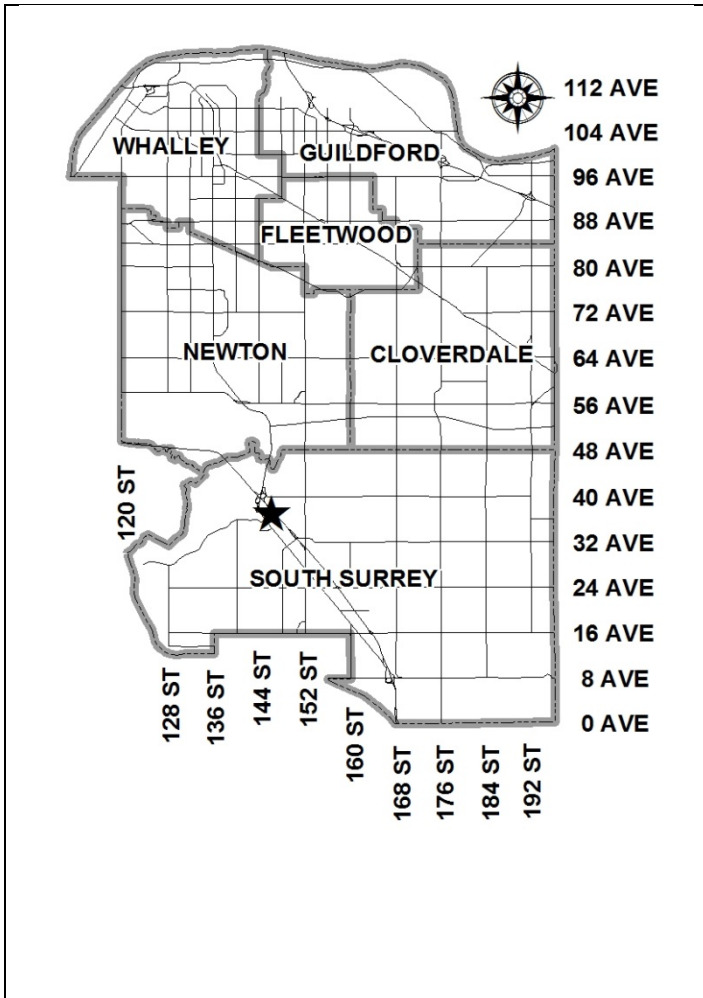 112 AVE
104 AVE
WHALLEY
GUILDFORD
96 AVE
88 AVE
FLEETWOOD
80 AVE
72 AVE
NEWTON
CLOVERDALE
64 AVE
56 AVE
48 AVE
120 ST
40 AVE
32 AVE
SOUTH SURREY
24 AVE
16 AVE
8 AVE
0 AVE
128 ST
136 ST
144 ST
152 ST
160 ST
168 ST
176 ST
184 ST
192 ST